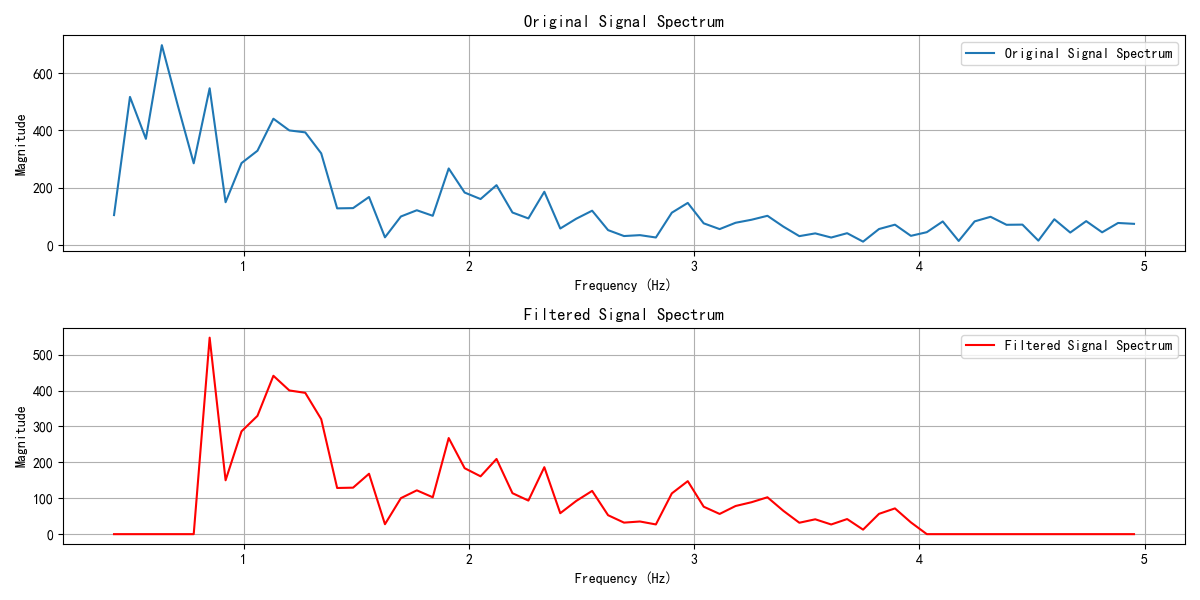 Original Signal Spectrum
Original Signal Spectrum
Magnitude
600
400
200
0
1 2 3 4 5
Frequency (Hz)
Filtered Signal Spectrum
Filtered Signal Spectrum
Magnitude
500
400
300
200
100
0
1 2 3 4 5
Frequency (Hz)